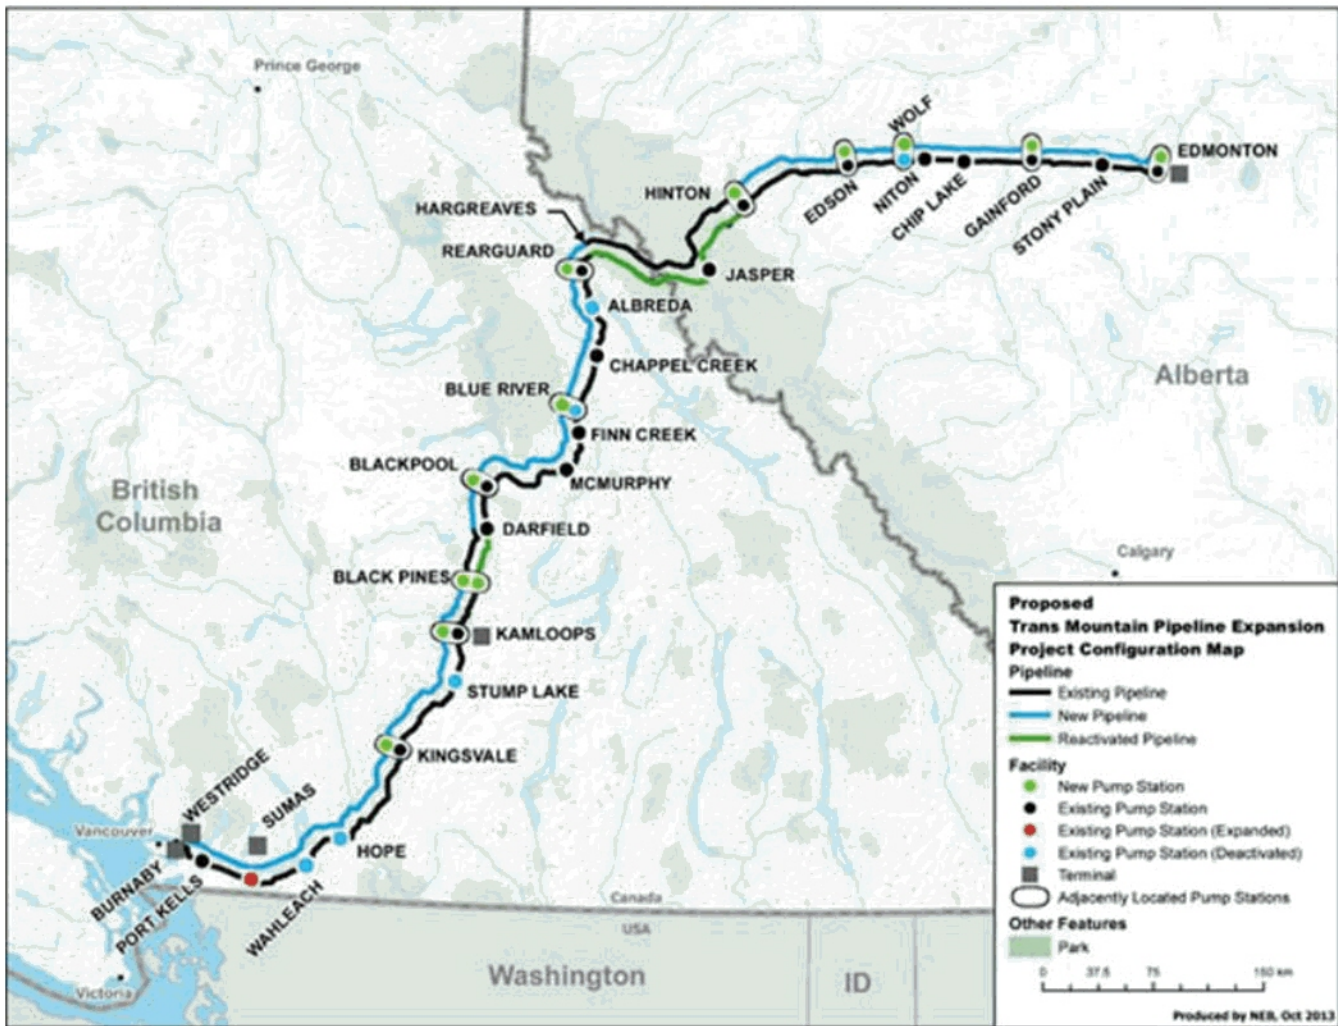 Prince George
WOLF
EDMONTON
HINTON
EDSON
NITON
CHIP LAKE
GAINFORD
STONY PLAIN
HARGREAVES
REARGUARD
JASPER
ALBREDA
CHAPPEL CREEK
Alberta
BLUE RIVER
FINN CREEK
BLACKPOOL
MCMURPHY
British
Columbia
DARFIELD
Calgary
BLACK PINES
KAMLOOPS
STUMP LAKE
KINGSVALE
WESTRIDGE
SUMAS
Vancouver
HOPE
BURNABY
PORT KELLS
WAHLEACH
Canada
USA
Washington
ID
Victoria
Proposed
Trans Mountain Pipeline Expansion
Project Configuration Map
Pipeline
Existing Pipeline
New Pipeline
Reactivated Pipeline
Facility
New Pump Station
Existing Pump Station
Existing Pump Station (Expanded)
Existing Pump Station (Deactivated)
Terminal
Adjacently Located Pump Stations
Other Features
Park
0 37.5 75 150 km
Produced by NEB, Oct 2013